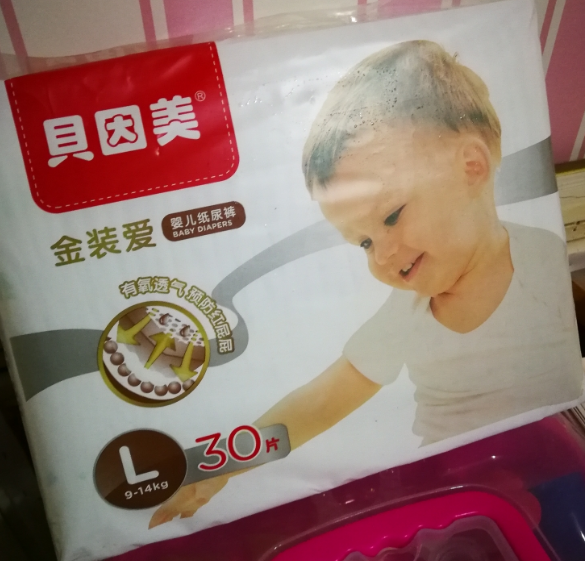 贝因美®
金装爱
婴儿纸尿裤
BABY DIAPERS
有氧透气 预防红屁屁
L
9-14kg
30片